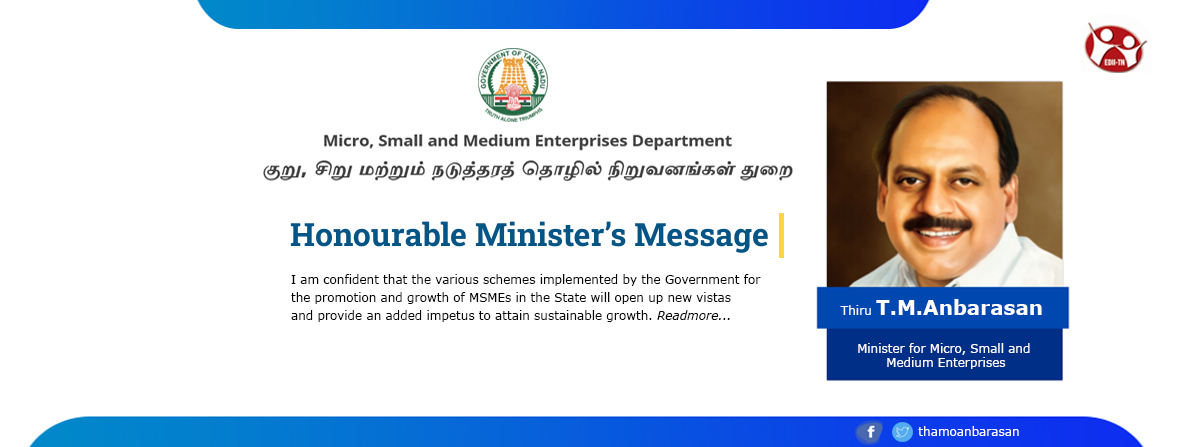 GOVERNMENT OF TAMIL NADU
TRUTH ALONE TRIUMPHS
EDII-TN
Micro, Small and Medium Enterprises Department
குறு, சிறு மற்றும் நடுத்தரத் தொழில் நிறுவனங்கள் துறை
Honourable Minister's Message
I am confident that the various schemes implemented by the Government for
the promotion and growth of MSMEs in the State will open up new vistas
and provide an added impetus to attain sustainable growth. Readmore...
Thiru T.M.Anbarasan
Minister for Micro, Small and
Medium Enterprises
f
thamoanbarasan